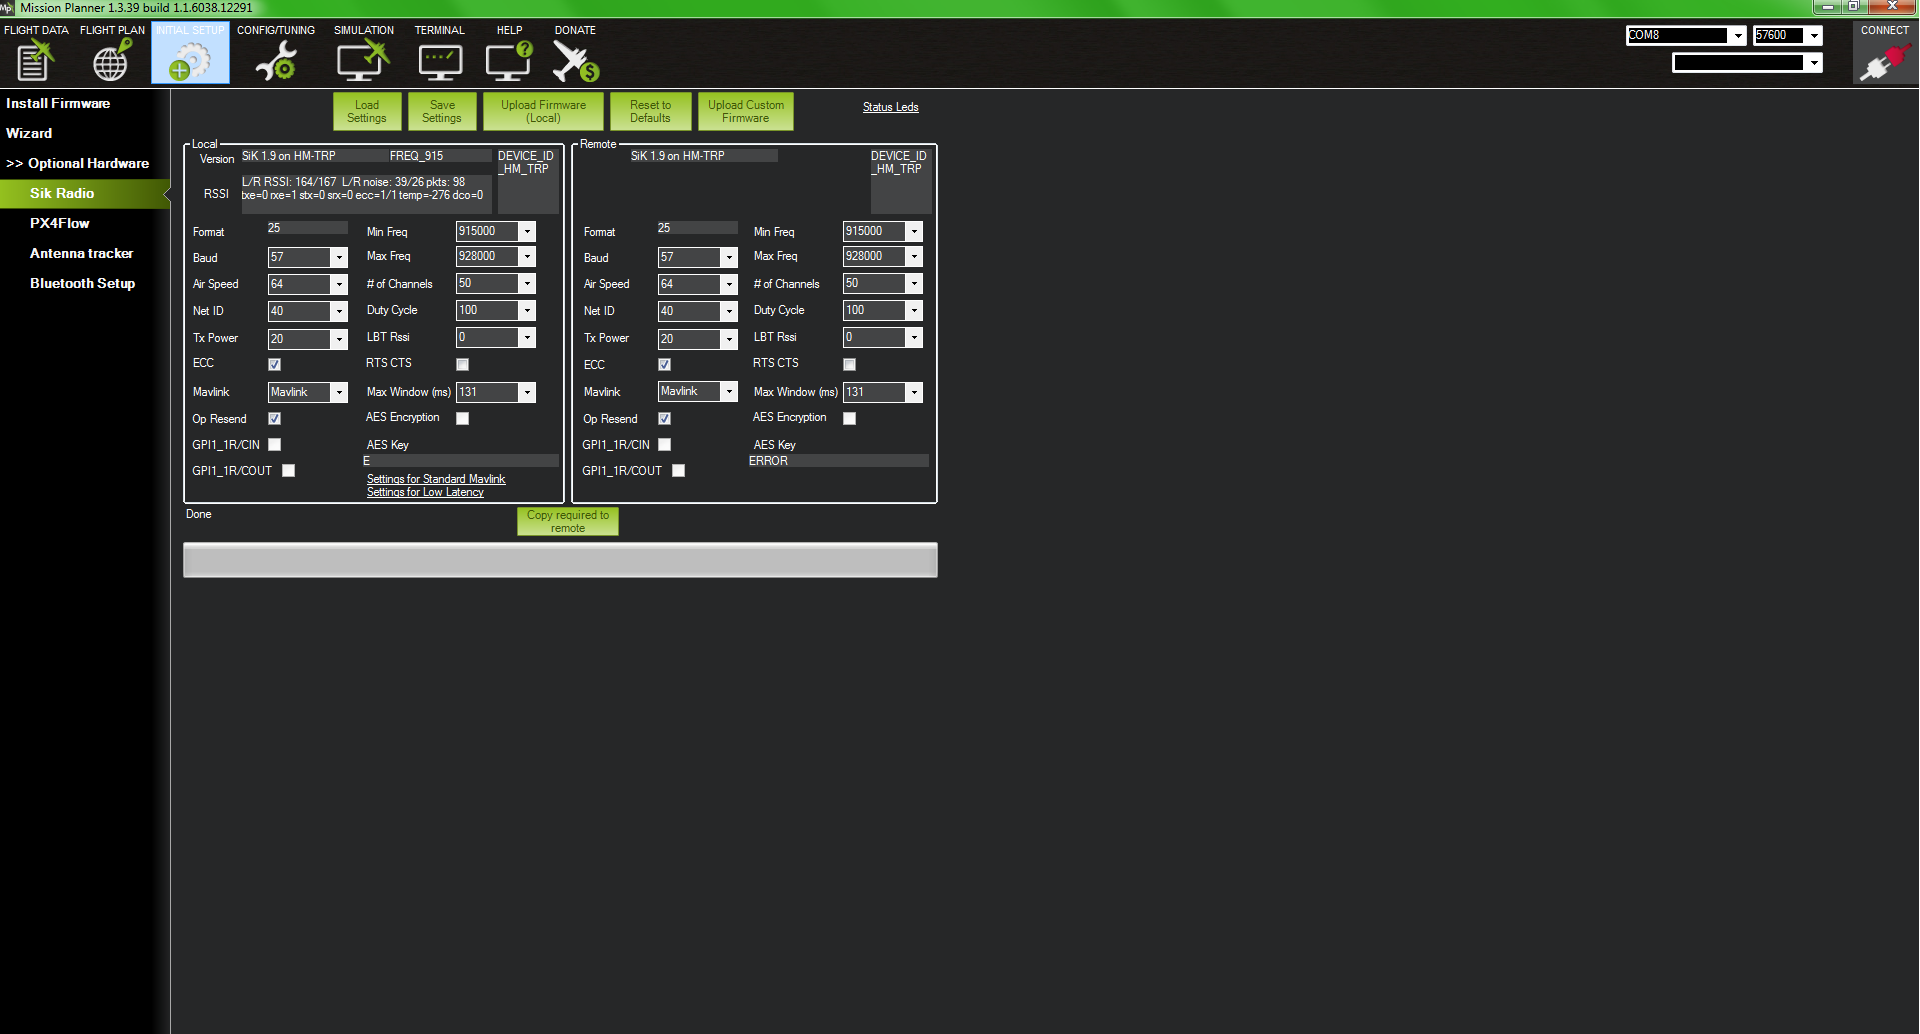 Mission Planner 1.3.39 build 1.1.6038.12291
FLIGHT DATA FLIGHT PLAN INITIAL SETUP CONFIG/TUNING SIMULATION TERMINAL HELP DONATE
COM8 57600 CONNECT
Install Firmware
Wizard
>> Optional Hardware
Sik Radio
PX4Flow
Antenna tracker
Bluetooth Setup
Load Settings
Save Settings
Upload Firmware (Local)
Reset to Defaults
Upload Custom Firmware
Status Leds
Local
Version SiK 1.9 on HM-TRP FREQ_915 DEVICE_ID
_HM_TRP
RSSI
L/R RSSI: 164/167 L/R noise: 39/26 pkts: 98
txe=0 rxe=1 stx=0 srx=0 ecc=1/1 temp=-276 dco=0
Format 25 Min Freq 915000
Baud 57 Max Freq 928000
Air Speed 64 # of Channels 50
Net ID 40 Duty Cycle 100
Tx Power 20 LBT Rssi 0
ECC RTS CTS
Mavlink Mavlink Max Window (ms) 131
Op Resend AES Encryption
GPI1_1R/CIN AES Key
E
GPI1_1R/COUT
Settings for Standard Mavlink
Settings for Low Latency
Remote
SiK 1.9 on HM-TRP DEVICE_ID
_HM_TRP
Format 25 Min Freq 915000
Baud 57 Max Freq 928000
Air Speed 64 # of Channels 50
Net ID 40 Duty Cycle 100
Tx Power 20 LBT Rssi 0
ECC RTS CTS
Mavlink Mavlink Max Window (ms) 131
Op Resend AES Encryption
GPI1_1R/CIN AES Key
ERROR
GPI1_1R/COUT
Done
Copy required to
remote